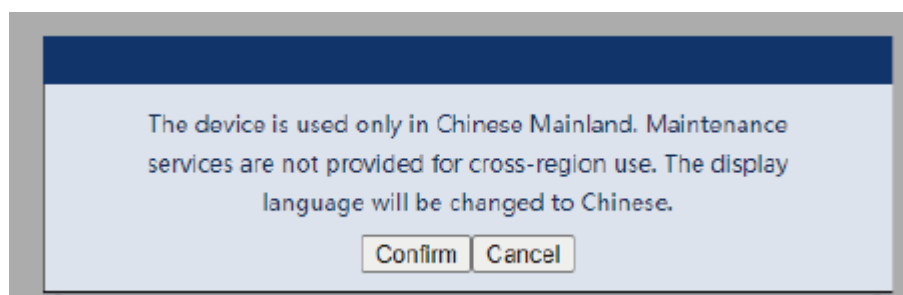 The device is used only in Chinese Mainland. Maintenance
services are not provided for cross-region use. The display
language will be changed to Chinese.
Confirm Cancel